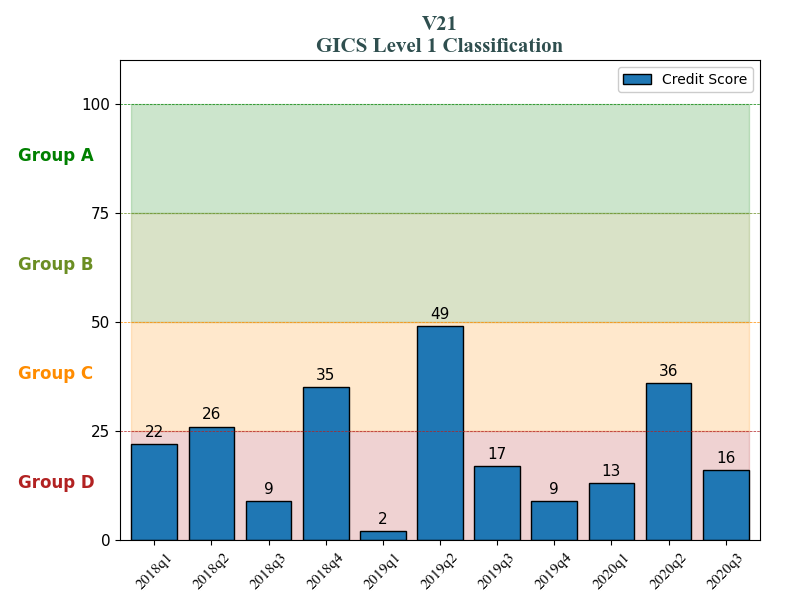 V21
GICS Level 1 Classification
Credit Score
100
Group A
75
Group B
50
49
Group C
35
36
26
25
22
17
16
Group D
13
9
9
2
0
2018q1 2018q2 2018q3 2018q4 2019q1 2019q2 2019q3 2019q4 2020q1 2020q2 2020q3